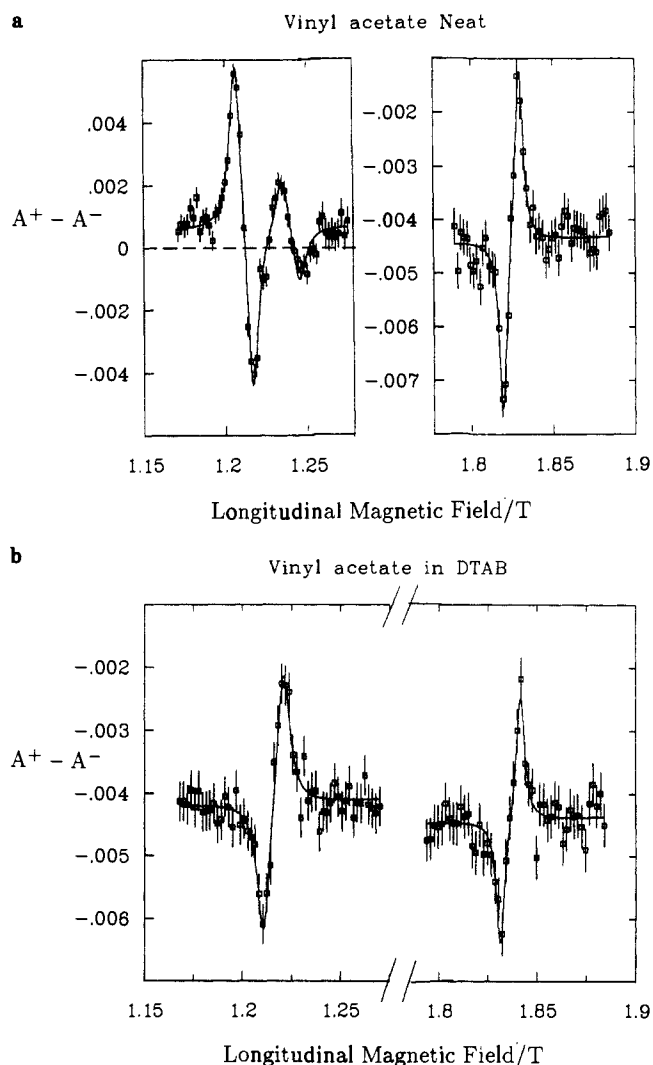 a
Vinyl acetate Neat
.004
.002
0
-.002
-.004
A⁺ – A⁻
-.001
-.002
-.003
-.004
-.005
-.006
-.007
1.15 1.2 1.25
1.8 1.85 1.9
Longitudinal Magnetic Field/T
b
Vinyl acetate in DTAB
-.002
-.003
A⁺ – A⁻
-.004
-.005
-.006
1.15 1.2 1.25 1.8 1.85 1.9
Longitudinal Magnetic Field/T